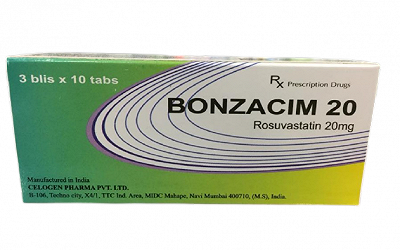 3 blis x 10 tabs
Rx Prescription Drugs
BONZACIM 20
Rosuvastatin 20mg
Manufactured in India
CELOGEN PHARMA PVT. LTD.
B-106, Techno city, X4/1, TTC Ind. Area, MIDC Mahape, Navi Mumbai 400710, (M.S), India.